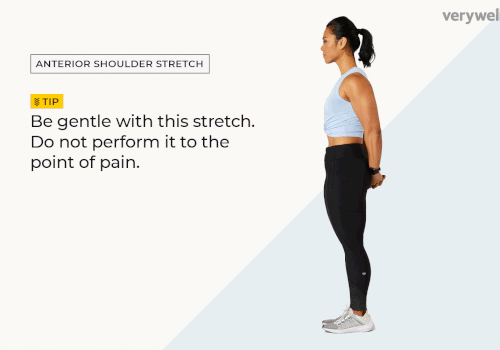 verywell
ANTERIOR SHOULDER STRETCH
TIP
Be gentle with this stretch.
Do not perform it to the
point of pain.